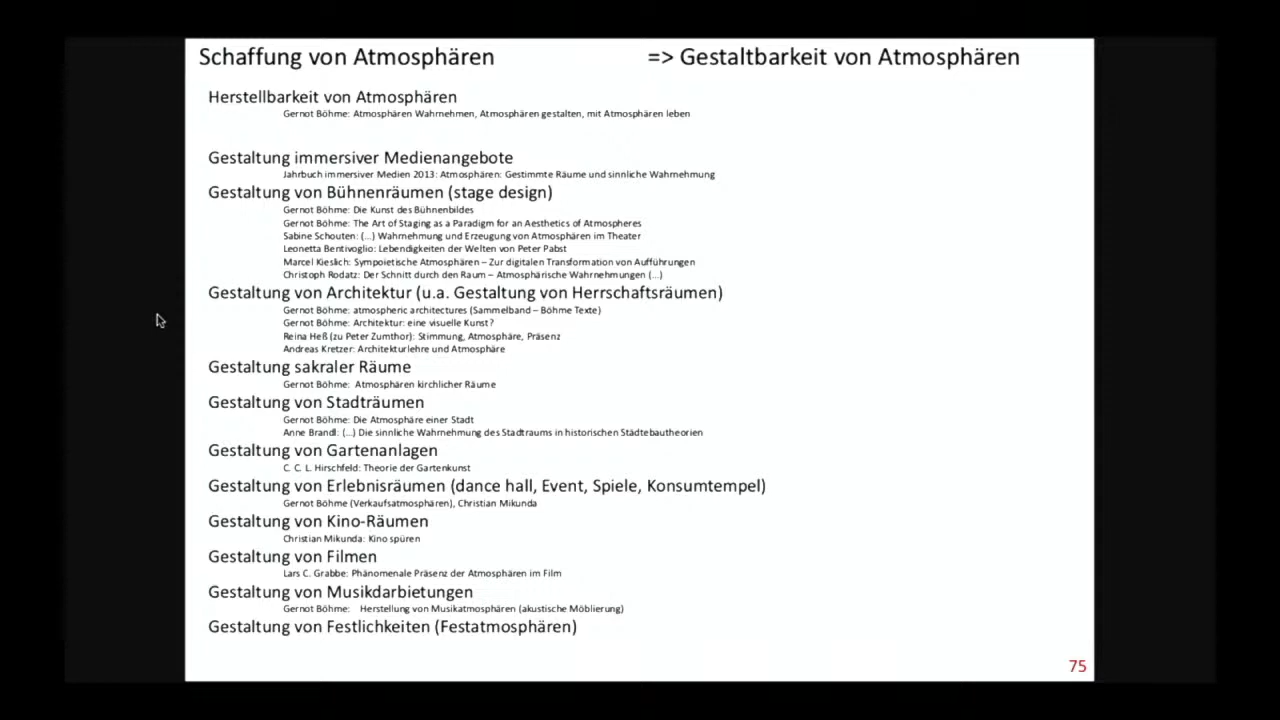 Schaffung von Atmosphären => Gestaltbarkeit von Atmosphären
Herstellbarkeit von Atmosphären
Gernot Böhme: Atmosphären Wahrnehmen, Atmosphären gestalten, mit Atmosphären leben
Gestaltung immersiver Medienangebote
Jahrbuch immersiver Medien 2013: Atmosphären: Gestimmte Räume und sinnliche Wahrnehmung
Gestaltung von Bühnenräumen (stage design)
Gernot Böhme: Die Kunst des Bühnenbildes
Gernot Böhme: The Art of Staging as a Paradigm for an Aesthetics of Atmospheres
Sabine Schouten: (...) Wahrnehmung und Erzeugung von Atmosphären im Theater
Leonetta Bentivoglio: Lebendigkeiten der Welten von Peter Pabst
Marcel Kieslich: Sympoietische Atmosphären – Zur digitalen Transformation von Aufführungen
Christoph Rodatz: Der Schnitt durch den Raum – Atmosphärische Wahrnehmungen (...)
Gestaltung von Architektur (u.a. Gestaltung von Herrschaftsräumen)
Gernot Böhme: atmospheric architectures (Sammelband – Böhme Texte)
Gernot Böhme: Architektur: eine visuelle Kunst?
Reina Heß (zu Peter Zumthor): Stimmung, Atmosphäre, Präsenz
Andreas Kretzer: Architekturlehre und Atmosphäre
Gestaltung sakraler Räume
Gernot Böhme: Atmosphären kirchlicher Räume
Gestaltung von Stadträumen
Gernot Böhme: Die Atmosphäre einer Stadt
Anne Brandl: (...) Die sinnliche Wahrnehmung des Stadtraums in historischen Städtebautheorien
Gestaltung von Gartenanlagen
C. C. L. Hirschfeld: Theorie der Gartenkunst
Gestaltung von Erlebnisräumen (dance hall, Event, Spiele, Konsumtempel)
Gernot Böhme (Verkaufsatmosphären), Christian Mikunda
Gestaltung von Kino-Räumen
Christian Mikunda: Kino spüren
Gestaltung von Filmen
Lars C. Grabbe: Phänomenale Präsenz der Atmosphären im Film
Gestaltung von Musikdarbietungen
Gernot Böhme: Herstellung von Musikatmosphären (akustische Möblierung)
Gestaltung von Festlichkeiten (Festatmosphären)
75